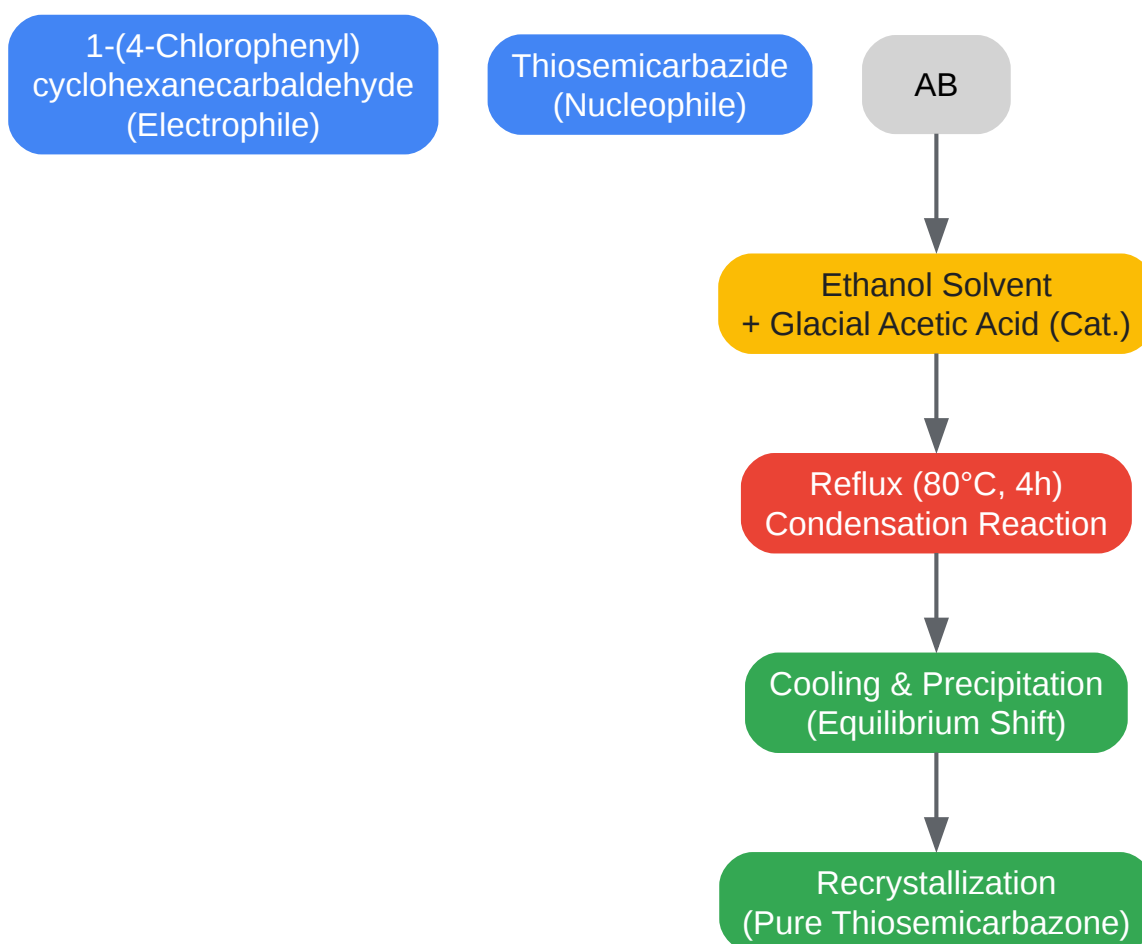 1-(4-Chlorophenyl)
cyclohexanecarbaldehyde
(Electrophile)
Thiosemicarbazide
(Nucleophile)
AB
Ethanol Solvent
+ Glacial Acetic Acid (Cat.)
Reflux (80°C, 4h)
Condensation Reaction
Cooling & Precipitation
(Equilibrium Shift)
Recrystallization
(Pure Thiosemicarbazone)